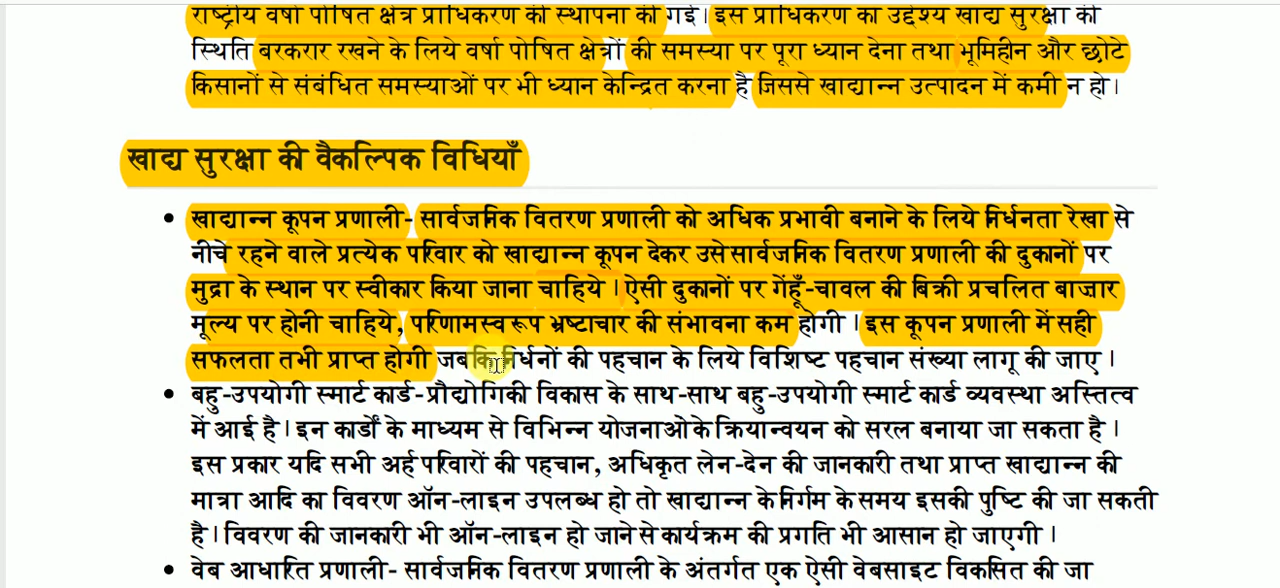 राष्ट्रीय वर्षा पोषित क्षेत्र प्राधिकरण की स्थापना की गई। इस प्राधिकरण का उद्देश्य खाद्य सुरक्षा की
स्थिति बरकरार रखने के लिये वर्षा पोषित क्षेत्रों की समस्या पर पूरा ध्यान देना तथा भूमिहीन और छोटे
किसानों से संबंधित समस्याओं पर भी ध्यान केन्द्रित करना है जिससे खाद्यान्न उत्पादन में कमी न हो।
खाद्य सुरक्षा की वैकल्पिक विधियाँ
• खाद्यान्न कूपन प्रणाली- सार्वजनिक वितरण प्रणाली को अधिक प्रभावी बनाने के लिये निर्धनता रेखा से
नीचे रहने वाले प्रत्येक परिवार को खाद्यान्न कूपन देकर उसे सार्वजनिक वितरण प्रणाली की दुकानों पर
मुद्रा के स्थान पर स्वीकार किया जाना चाहिये । ऐसी दुकानों पर गेंहूँ-चावल की बिक्री प्रचलित बाजार
मूल्य पर होनी चाहिये, परिणामस्वरूप भ्रष्टाचार की संभावना कम होगी । इस कूपन प्रणाली में सही
सफलता तभी प्राप्त होगी जबकि निर्धनों की पहचान के लिये विशिष्ट पहचान संख्या लागू की जाए ।
• बहु-उपयोगी स्मार्ट कार्ड-प्रौद्योगिकी विकास के साथ-साथ बहु-उपयोगी स्मार्ट कार्ड व्यवस्था अस्तित्व
में आई है। इन कार्डों के माध्यम से विभिन्न योजनाओं के क्रियान्वयन को सरल बनाया जा सकता है ।
इस प्रकार यदि सभी अर्ह परिवारों की पहचान, अधिकृत लेन-देन की जानकारी तथा प्राप्त खाद्यान्न की
मात्रा आदि का विवरण ऑन-लाइन उपलब्ध हो तो खाद्यान्न के निर्गम के समय इसकी पुष्टि की जा सकती
है। विवरण की जानकारी भी ऑन-लाइन हो जाने से कार्यक्रम की प्रगति भी आसान हो जाएगी ।
• वेब आधारित प्रणाली- सार्वजनिक वितरण प्रणाली के अंतर्गत एक ऐसी वेबसाइट विकसित की जा